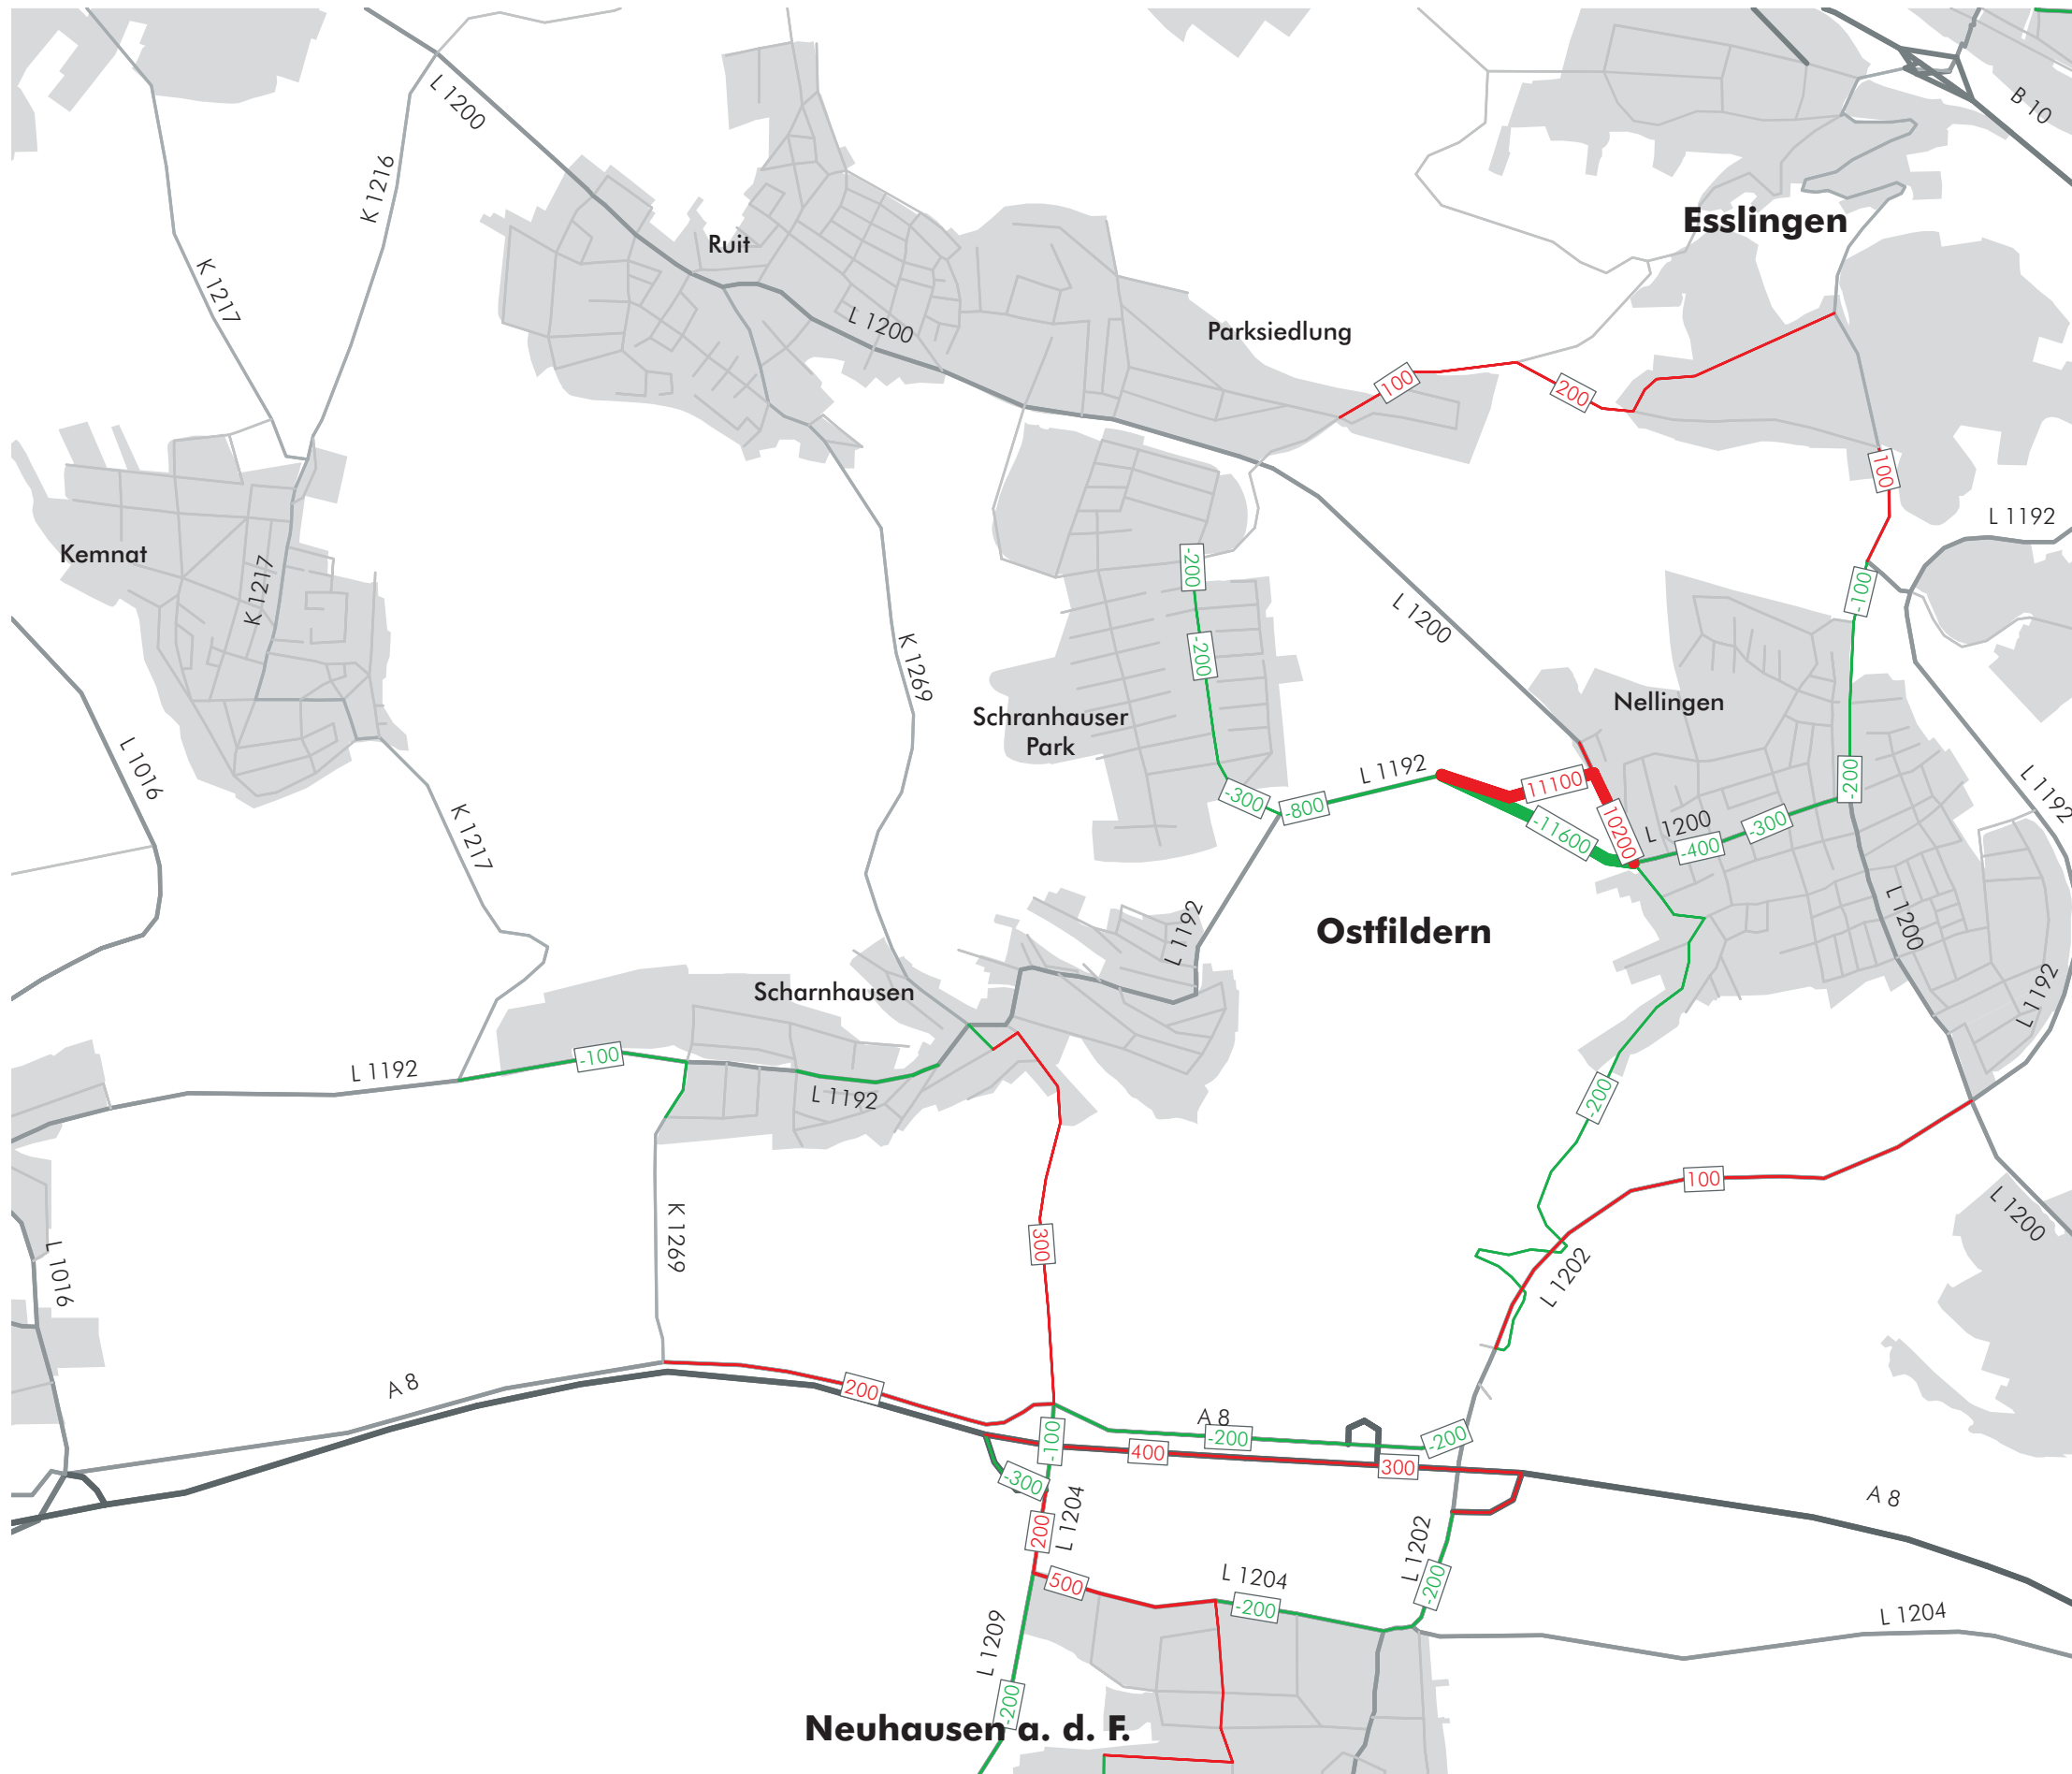 L 1200
B 10
K 1216
Esslingen
Ruit
K 1217
L 1200
Parksiedlung
100
200
100
L 1192
Kemnat
K 1217
-200
-100
L 1200
K 1269
-200
Nellingen
Schranhauser
Park
L 1016
L 1192
11100
-200
L 1192
-300
-800
K 1217
10200
L 1200
-300
-11600
-400
L 1192
L 1200
Ostfildern
Scharnhausen
L 1192
-100
L 1192
L 1192
-200
100
K 1269
300
L 1200
L 1016
L 1202
A 8
200
A 8
-200
-200
-100
400
300
-300
A 8
L 1204
200
L 1202
500
L 1204
-200
-200
L 1204
L 1209
-200
Neuhausen a. d. F.